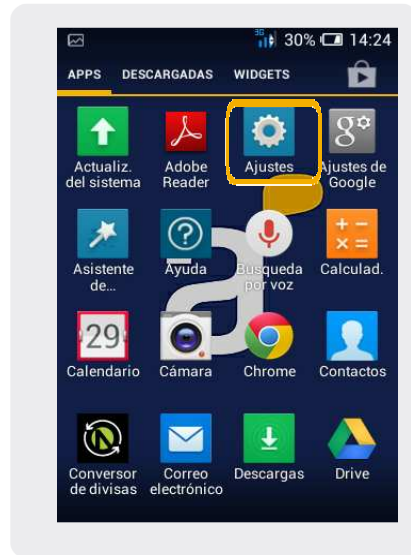 3G 30% 14:24
APPS DESCARGADAS WIDGETS
Actualiz. Adobe Ajustes Ajustes de
del sistema Reader Google
Asistente Ayuda Búsqueda Calculad.
de... por voz
29
Calendario Cámara Chrome Contactos
Conversor Correo Descargas Drive
de divisas electrónico